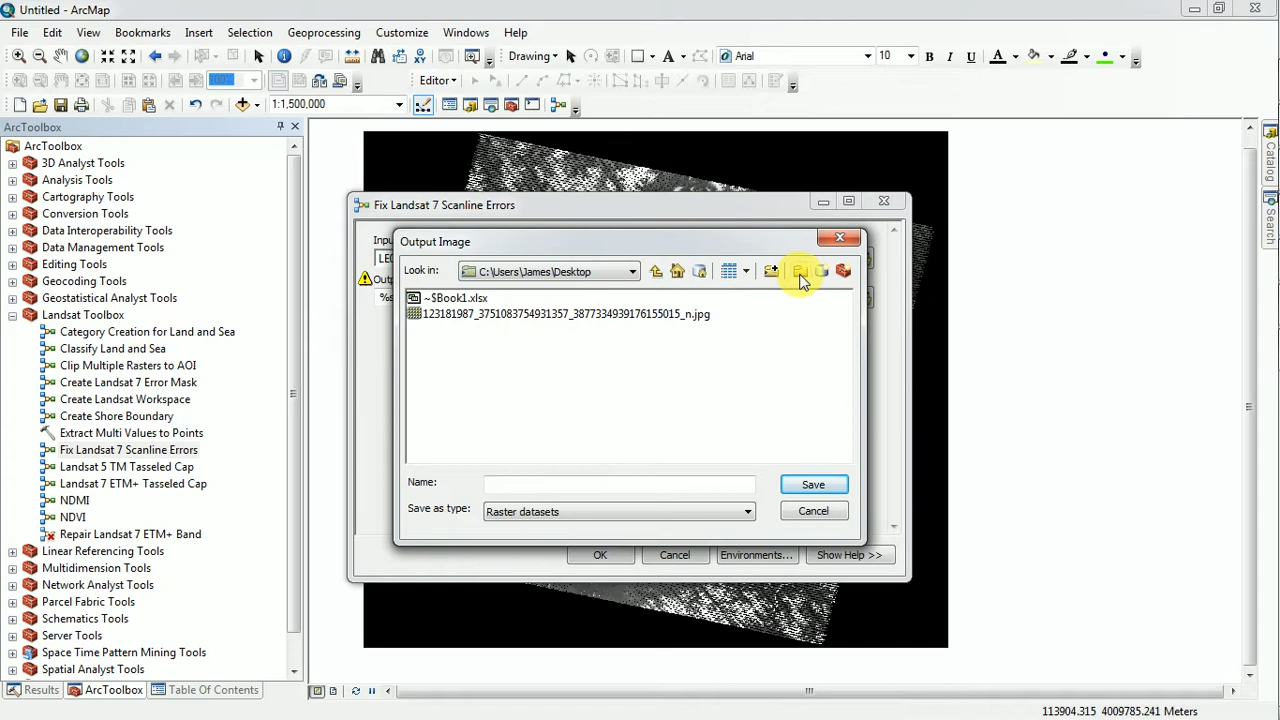 Untitled - ArcMap
File Edit View Bookmarks Insert Selection Geoprocessing Customize Windows Help
Drawing Arial 10 B I U A
100% Editor
1:1,500,000
ArcToolbox
ArcToolbox
3D Analyst Tools
Analysis Tools
Cartography Tools
Conversion Tools
Data Interoperability Tools
Data Management Tools
Editing Tools
Geocoding Tools
Geostatistical Analyst Tools
Landsat Toolbox
Category Creation for Land and Sea
Classify Land and Sea
Clip Multiple Rasters to AOI
Create Landsat 7 Error Mask
Create Landsat Workspace
Create Shore Boundary
Extract Multi Values to Points
Fix Landsat 7 Scanline Errors
Landsat 5 TM Tasseled Cap
Landsat 7 ETM+ Tasseled Cap
NDMI
NDVI
Repair Landsat 7 ETM+ Band
Linear Referencing Tools
Multidimension Tools
Network Analyst Tools
Parcel Fabric Tools
Schematics Tools
Server Tools
Space Time Pattern Mining Tools
Spatial Analyst Tools
Results ArcToolbox Table Of Contents
Fix Landsat 7 Scanline Errors
Output Image
Look in: C:\Users\James\Desktop
~$Book1.xlsx
123181987_3731083754931357_3877334939176155015_n.jpg
Name:
Save
Save as type: Raster datasets
Cancel
OK Cancel Environments... Show Help >>
Catalog
Search
113904.315 4009785.241 Meters